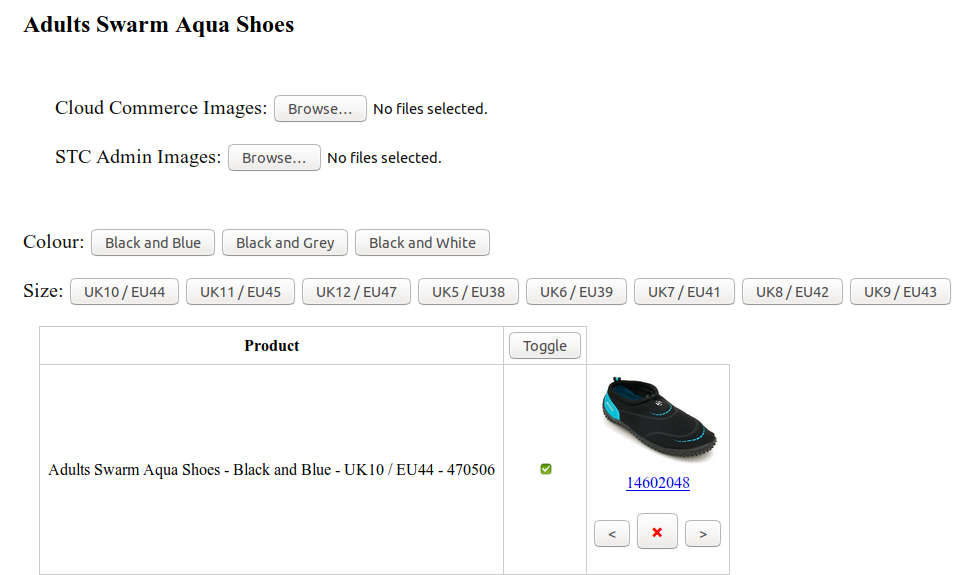 Adults Swarm Aqua Shoes
Cloud Commerce Images: Browse... No files selected.
STC Admin Images: Browse... No files selected.
Colour: Black and Blue Black and Grey Black and White
Size: UK10 / EU44 UK11 / EU45 UK12 / EU47 UK5 / EU38 UK6 / EU39 UK7 / EU41 UK8 / EU42 UK9 / EU43
Product Toggle
Adults Swarm Aqua Shoes - Black and Blue - UK10 / EU44 - 470506
14602048
< >